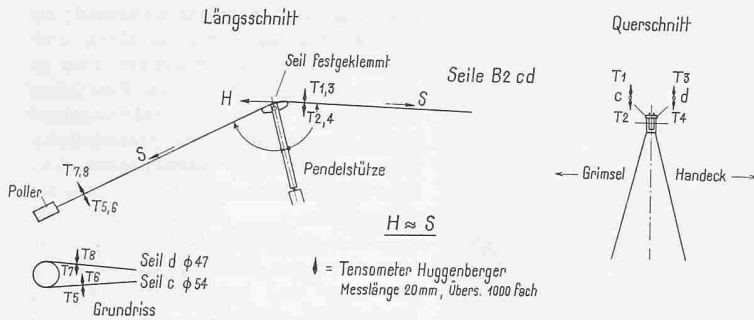 Längsschnitt
Querschnitt
Seil festgeklemmt
H
T1,3
S
T2,4
Seile B2 cd
T1
T3
c
d
T2
T4
S
T7,8
T5,6
Poller
Pendelstütze
Grimsel
Handeck
H ≈ S
T8
T7
T6
T5
Seil d ϕ47
Seil c ϕ54
Grundriss
= Tensometer Huggenberger
Messlänge 20mm, Übers. 1000 fach